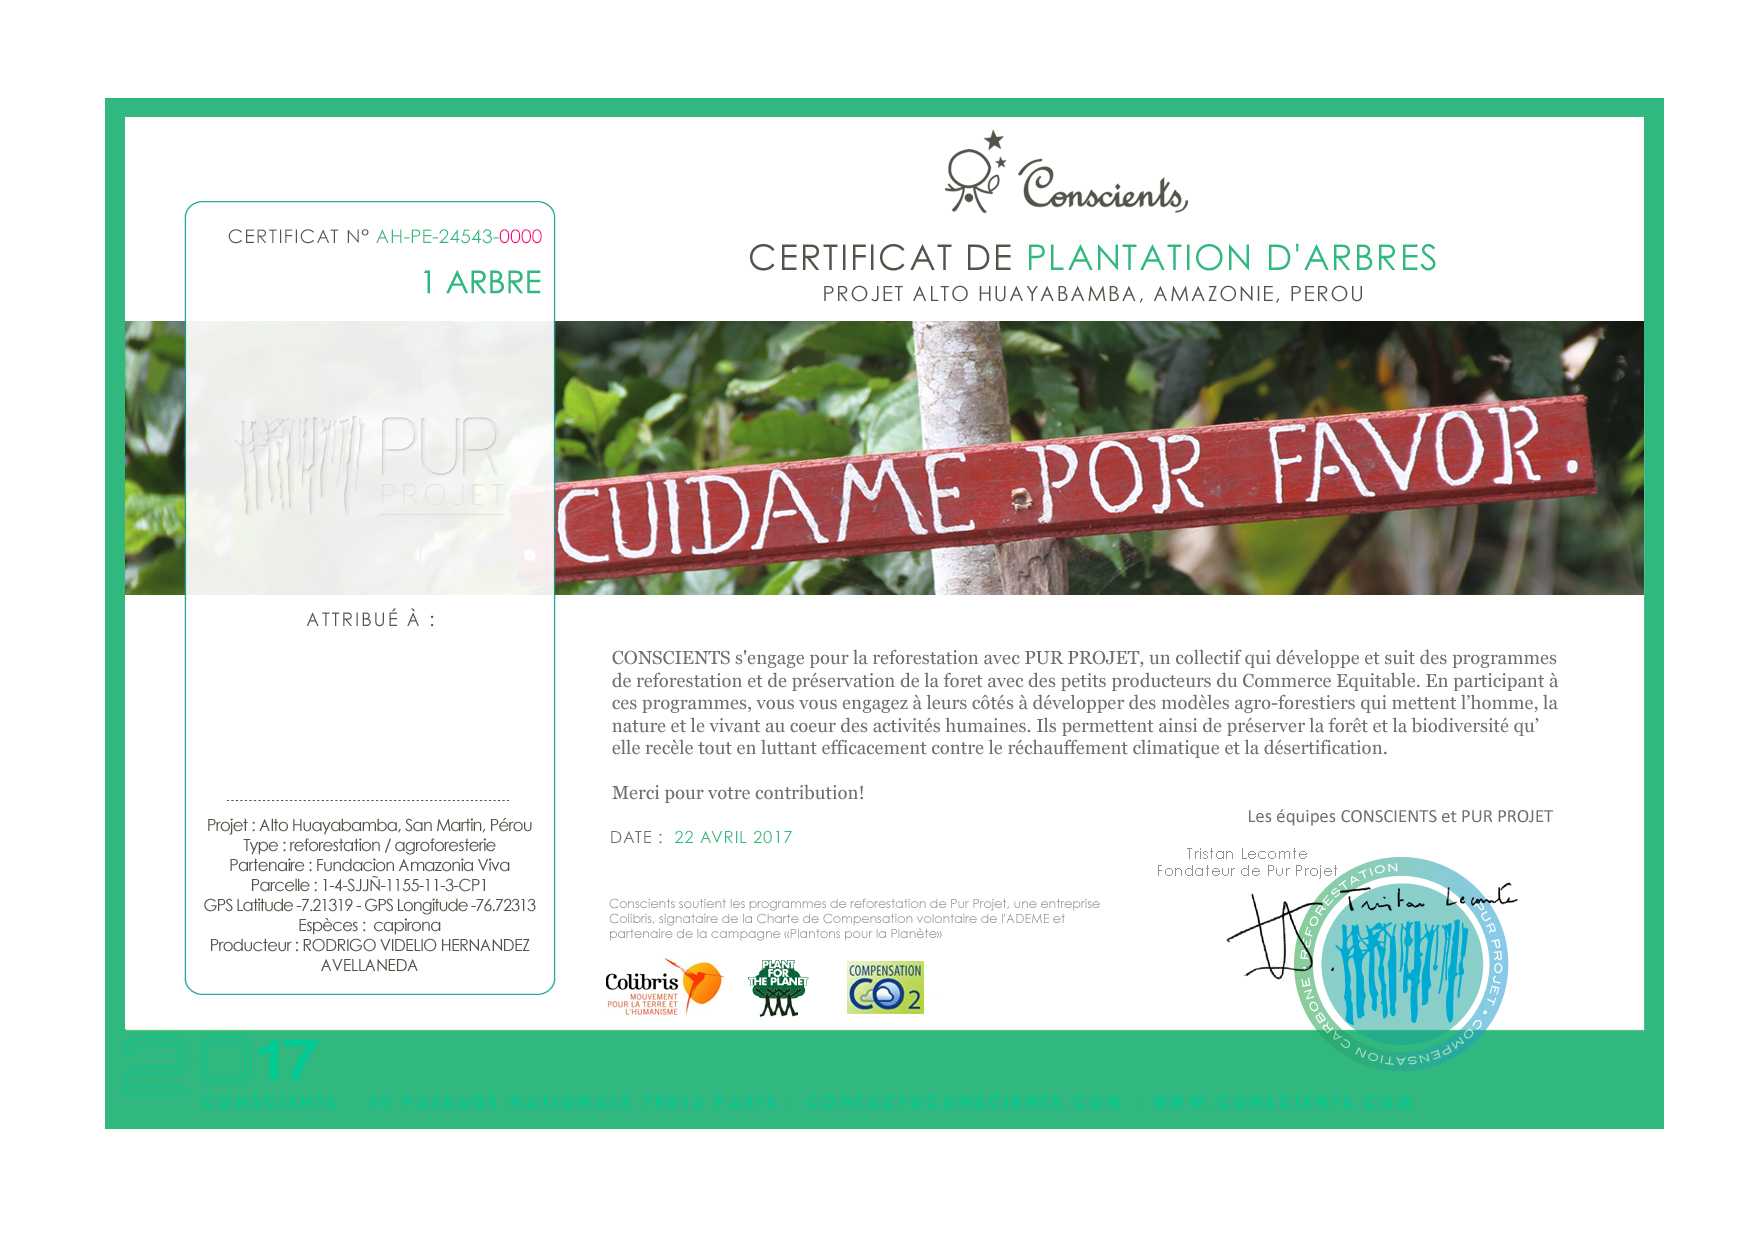 Conscients
CERTIFICAT N° AH-PE-24543-0000
1 ARBRE
CERTIFICAT DE PLANTATION D'ARBRES
PROJET ALTO HUAYABAMBA, AMAZONIE, PEROU
PUR
PROJET
CUIDAME POR FAVOR.
ATTRIBUÉ À :
Projet : Alto Huayabamba, San Martin, Pérou
Type : reforestation / agroforesterie
Partenaire : Fundacion Amazonia Viva
Parcelle : 1-4-SJJÑ-1155-11-3-CP1
GPS Latitude -7.21319 - GPS Longitude -76.72313
Espèces : capirona
Producteur : RODRIGO VIDELIO HERNANDEZ
AVELLANEDA
CONSCIENTS s'engage pour la reforestation avec PUR PROJET, un collectif qui développe et suit des programmes
de reforestation et de préservation de la foret avec des petits producteurs du Commerce Equitable. En participant à
ces programmes, vous vous engagez à leurs côtés à développer des modèles agro-forestiers qui mettent l’homme, la
nature et le vivant au coeur des activités humaines. Ils permettent ainsi de préserver la forêt et la biodiversité qu’
elle recèle tout en luttant efficacement contre le réchauffement climatique et la désertification.
Merci pour votre contribution!
Les équipes CONSCIENTS et PUR PROJET
DATE : 22 AVRIL 2017
Tristan Lecomte
Fondateur de Pur Projet
Tristan Lecomte
REFORESTATION
PUR PROJET • COMPENSATION CARBONE
Conscients soutient les programmes de reforestation de Pur Projet, une entreprise
Colibris, signataire de la Charte de Compensation volontaire de l'ADEME et
partenaire de la campagne «Plantons pour la Planète»
Colibris
MOUVEMENT
POUR LA TERRE ET
L'HUMANISME
PLANT
FOR
THE PLANET
COMPENSATION
CO2
2017
CONSCIENTS - 10 PASSAGE NATIONALE 75013 PARIS - CONTACT@CONSCIENTS.COM - WWW.CONSCIENTS.COM